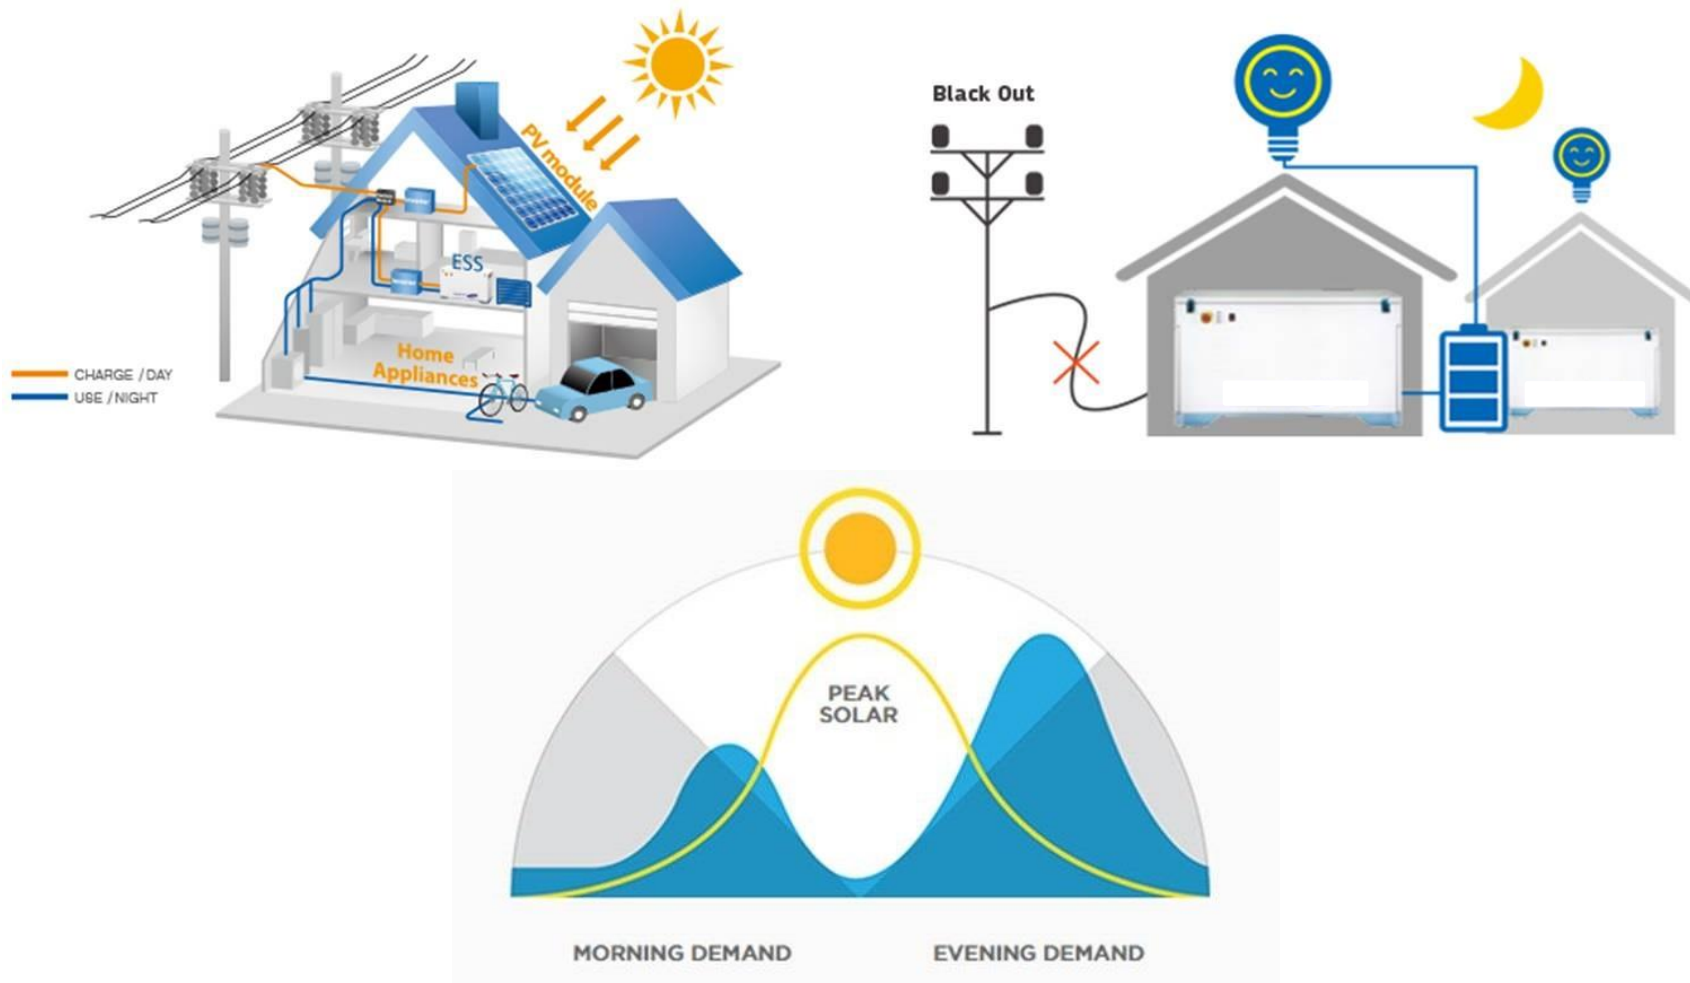 PV module
ESS
Home
Appliances
CHARGE / DAY
USE / NIGHT
Black Out
PEAK
SOLAR
MORNING DEMAND
EVENING DEMAND